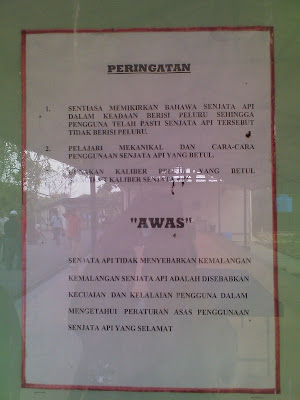 PERINGATAN
1. SENTIASA MEMIKIRKAN BAHAWA SENJATA API
DALAM KEADAAN BERISI PELURU SEHINGGA
PENGGUNA TELAH PASTI SENJATA API TERSEBUT
TIDAK BERISI PELURU.
2. PELAJARI MEKANIKAL DAN CARA-CARA
PENGGUNAAN SENJATA API YANG BETUL.
KALIBER YANG BETUL
KALIBER
"AWAS"
SENJATA API TIDAK MENYEBABKAN KEMALANGAN
KEMALANGAN SENJATA API ADALAH DISEBABKAN
KECUAIAN DAN KELALAIAN PENGGUNA DALAM
MENGETAHUI PERATURAN ASAS PENGGUNAAN
SENJATA API YANG SELAMAT